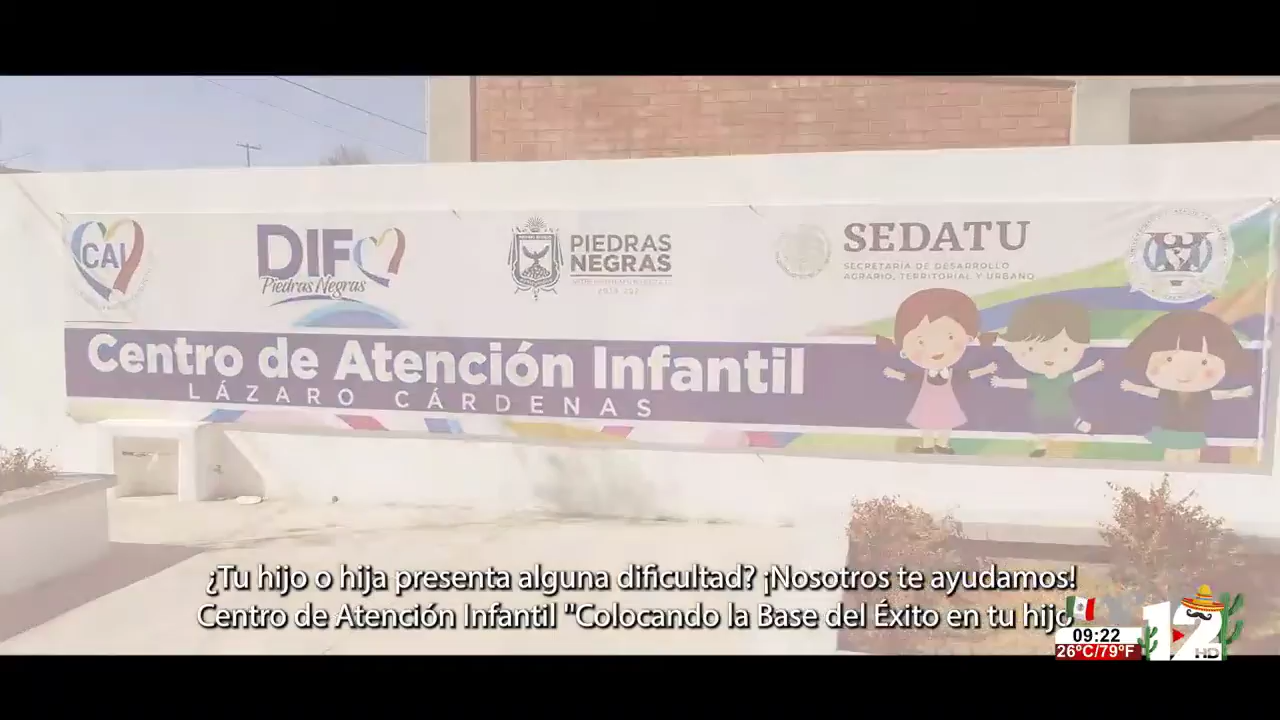 CAI
DIF
Piedras Negras
PIEDRAS
NEGRAS
SEDATU
SECRETARÍA DE DESARROLLO
AGRARIO, TERRITORIAL Y URBANO
Centro de Atención Infantil
LÁZARO CÁRDENAS
¿Tu hijo o hija presenta alguna dificultad? ¡Nosotros te ayudamos!
Centro de Atención Infantil "Colocando la Base del Éxito en tu hijo
09:22
26ºC/79ºF
12
HD